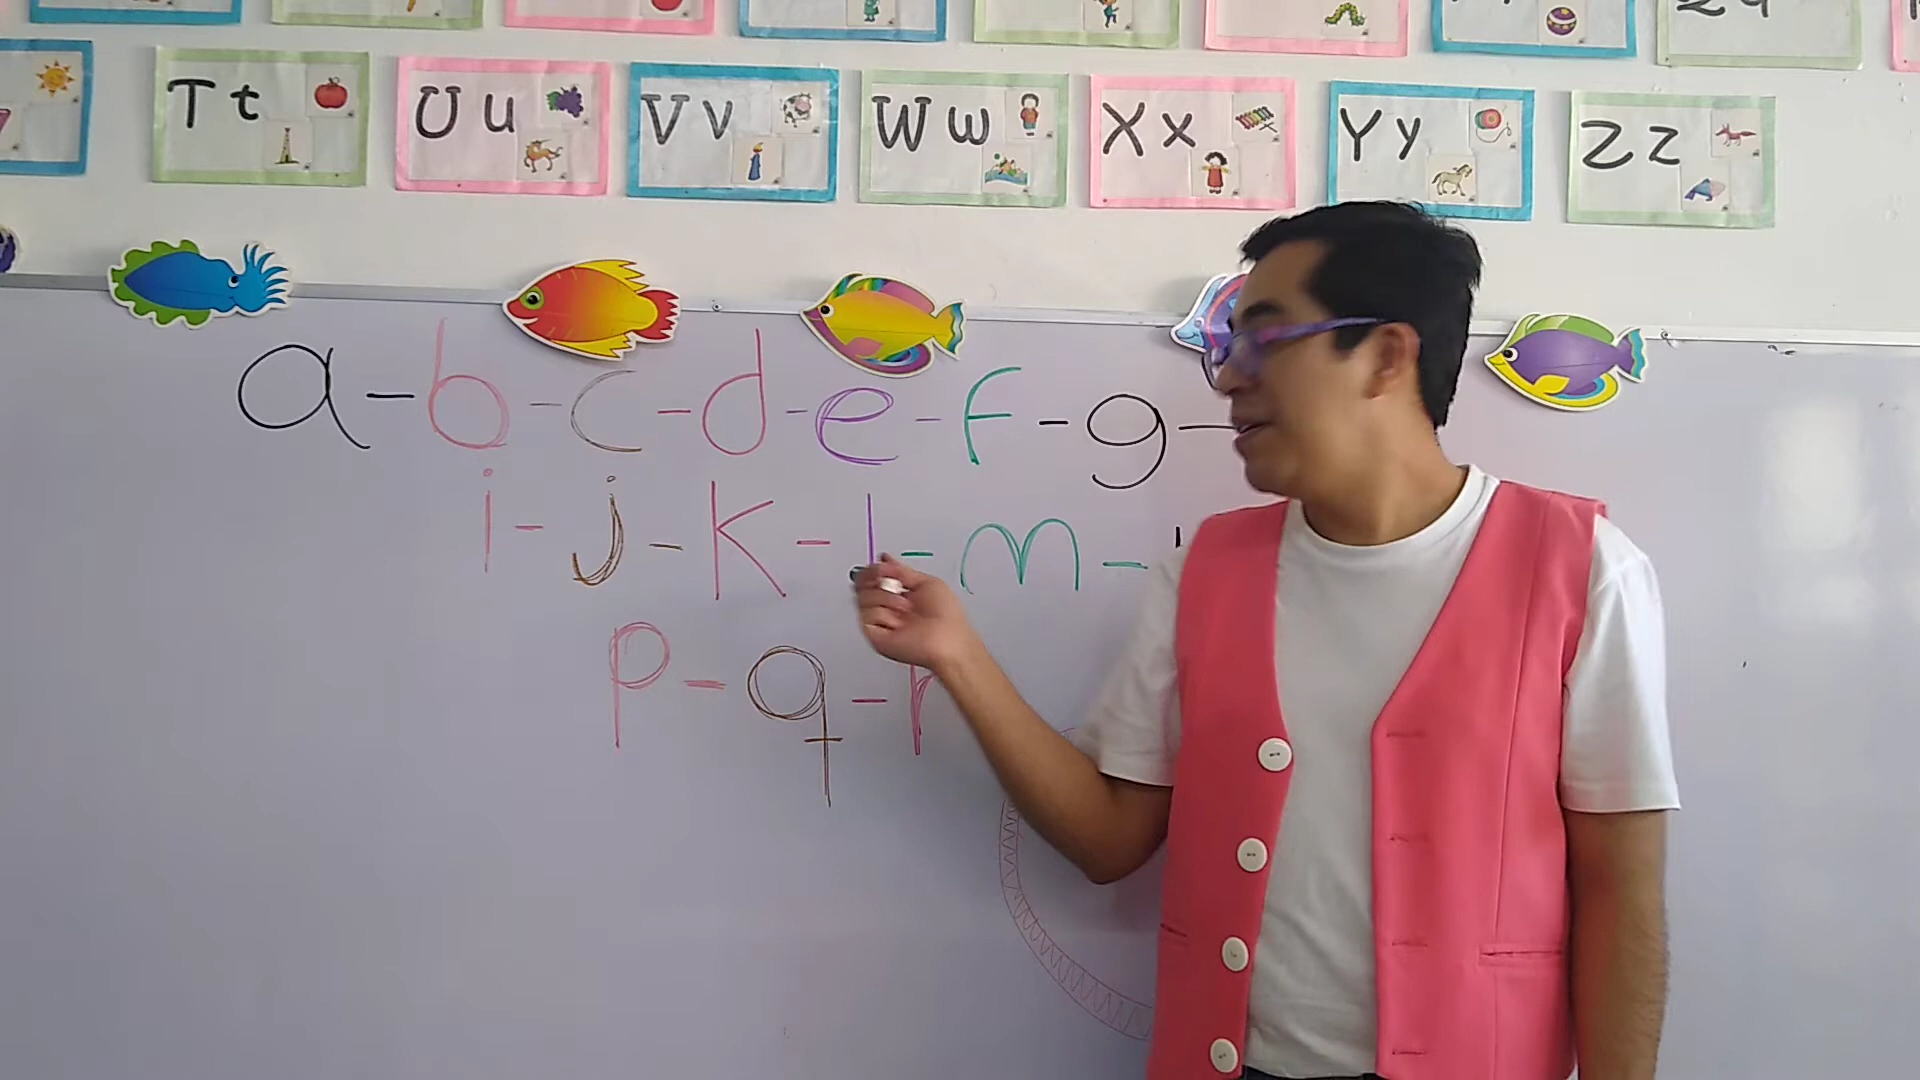 Tt Uu Vv Ww Xx Yy Zz
a - b - c - d - e - f - g -
i - j - k - l - m -
p - q - r